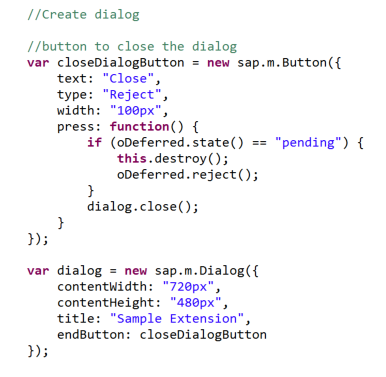 //Create dialog

//button to close the dialog
var closeDialogButton = new sap.m.Button({
    text: "Close",
    type: "Reject",
    width: "100px",
    press: function() {
        if (oDeferred.state() == "pending") {
            this.destroy();
            oDeferred.reject();
        }
        dialog.close();
    }
});

var dialog = new sap.m.Dialog({
    contentWidth: "720px",
    contentHeight: "480px",
    title: "Sample Extension",
    endButton: closeDialogButton
});